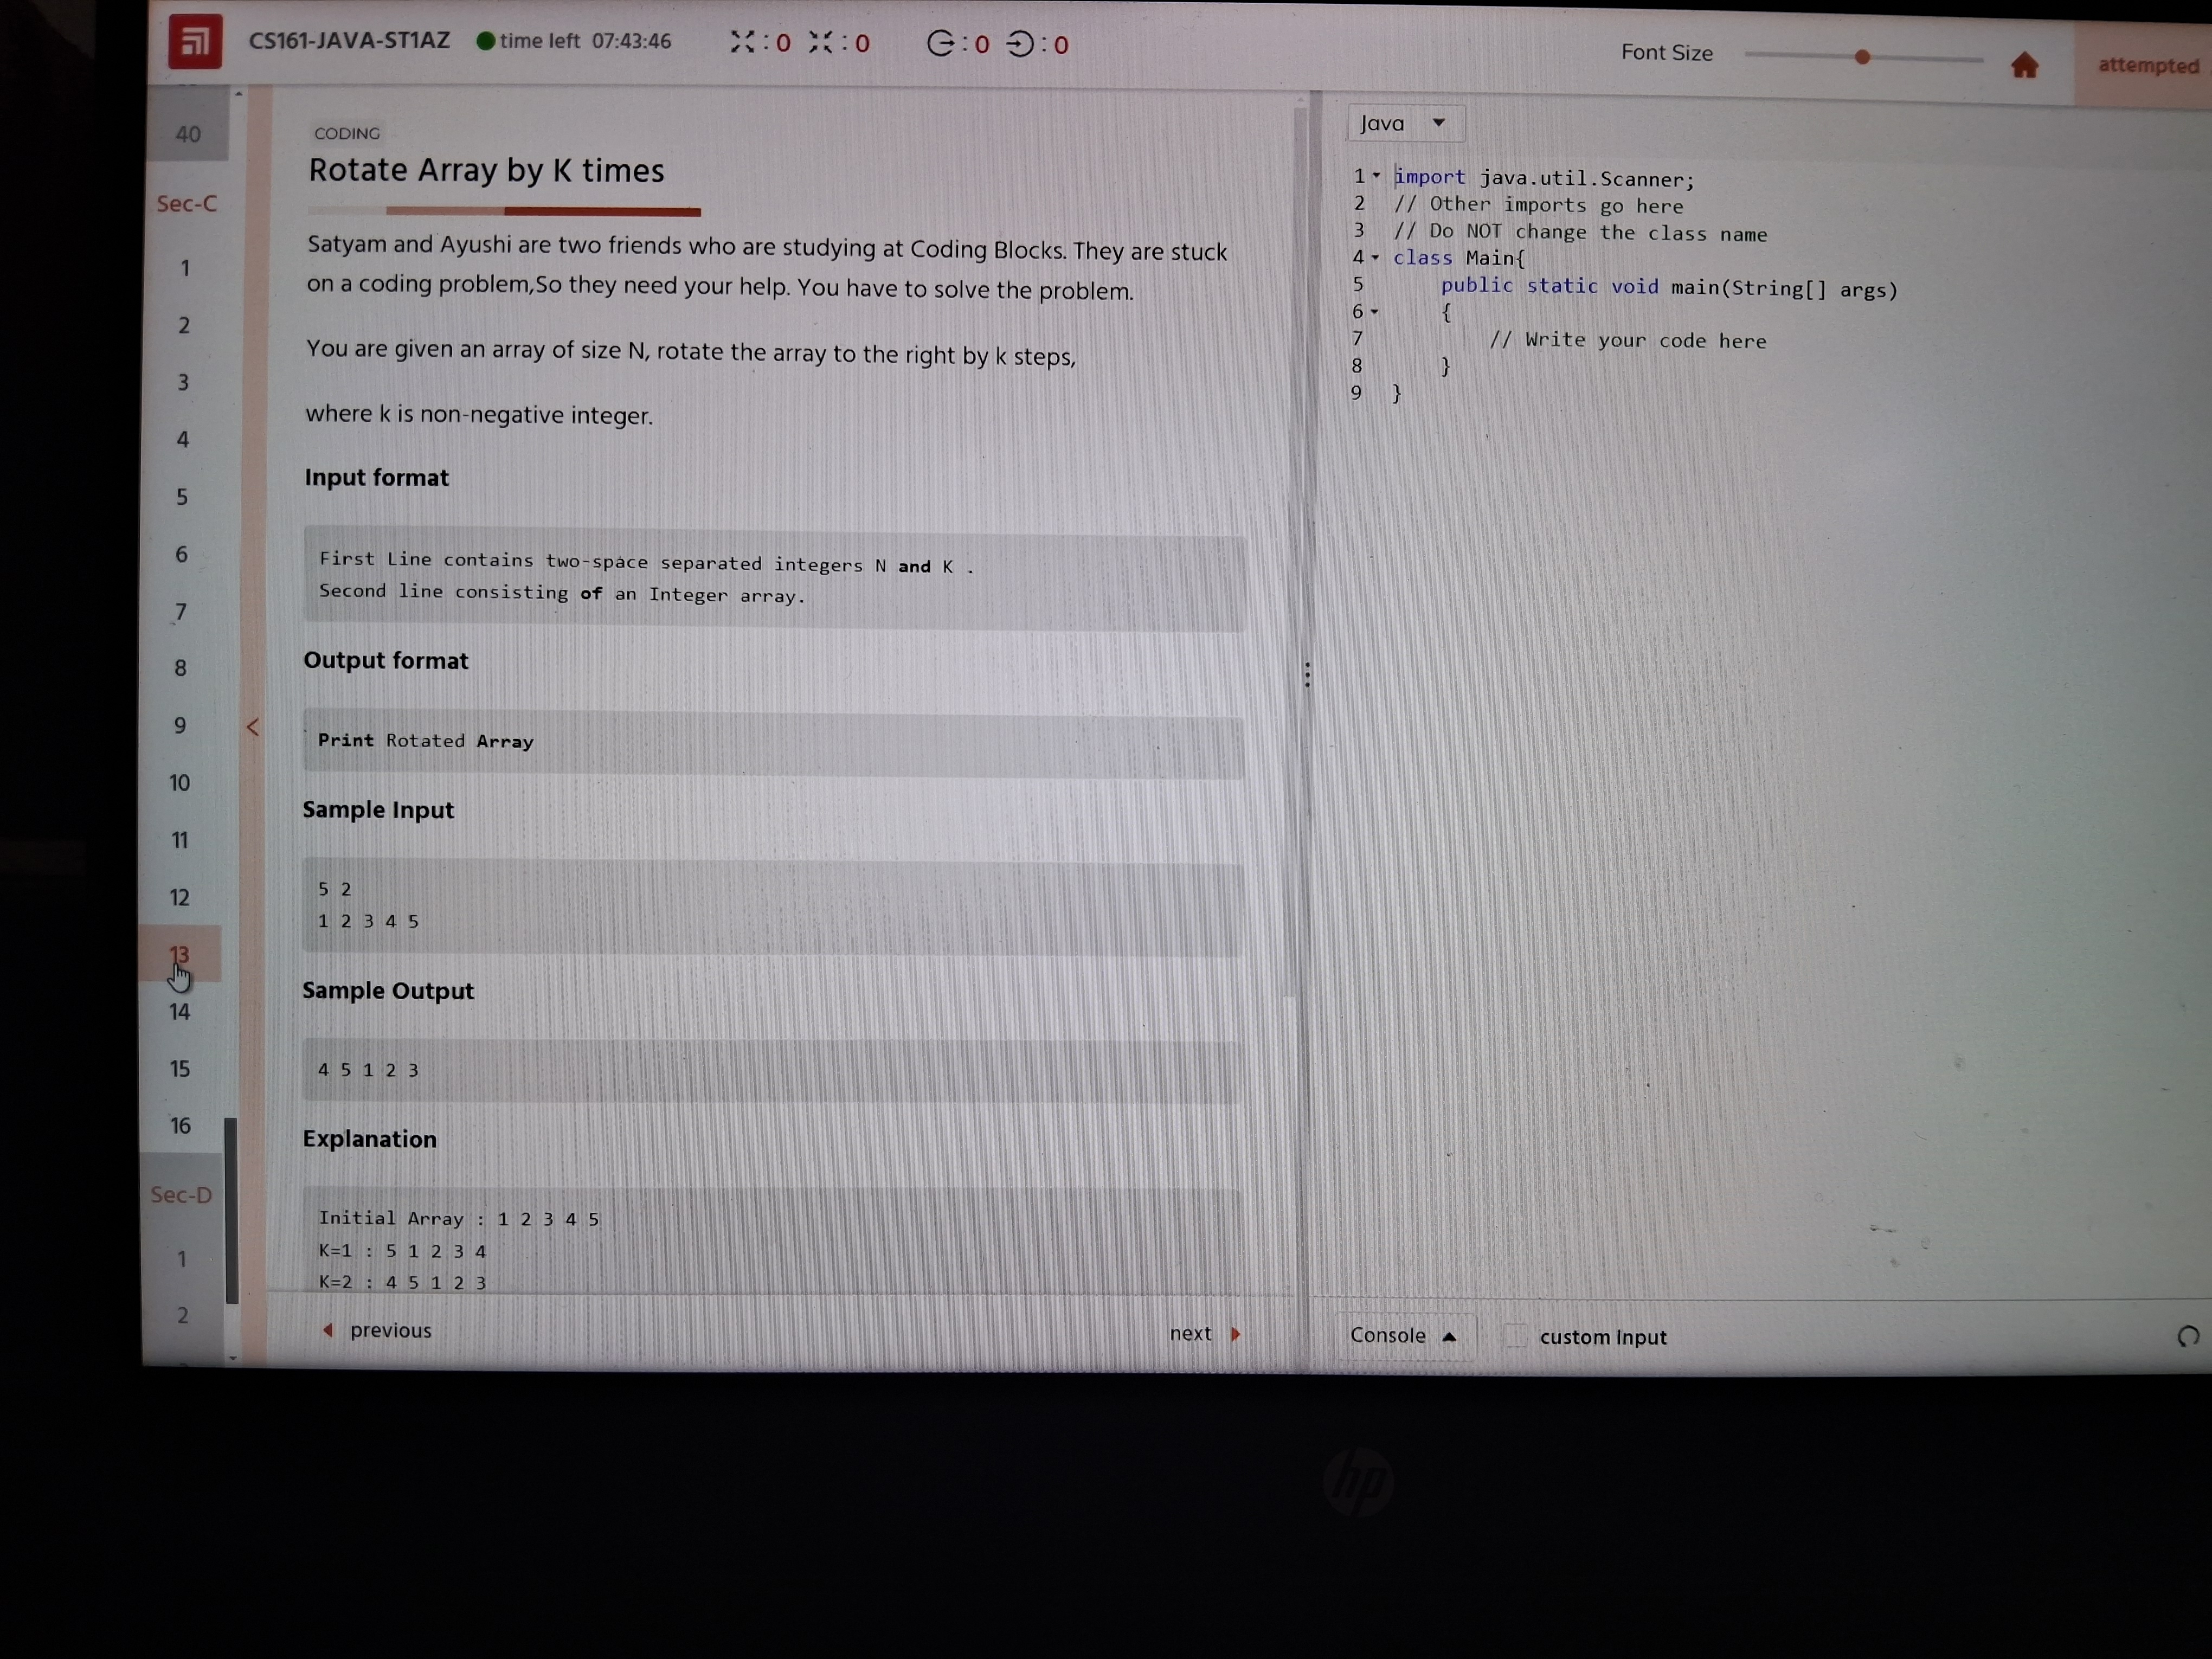 CS161-JAVA-ST1AZ
time left 07:43:46
:0 :0 :0 :0
Font Size
attempted
40
Sec-C
1
2
3
4
5
6
7
8
9
10
11
12
13
14
15
16
Sec-D
1
2
CODING
Rotate Array by K times
Satyam and Ayushi are two friends who are studying at Coding Blocks. They are stuck
on a coding problem,So they need your help. You have to solve the problem.
You are given an array of size N, rotate the array to the right by k steps,
where k is non-negative integer.
Input format
First Line contains two-space separated integers N and K .
Second line consisting of an Integer array.
Output format
Print Rotated Array
Sample Input
5 2
1 2 3 4 5
Sample Output
4 5 1 2 3
Explanation
Initial Array : 1 2 3 4 5
K=1 : 5 1 2 3 4
K=2 : 4 5 1 2 3
previous
next
Java
1 import java.util.Scanner;
2 // Other imports go here
3 // Do NOT change the class name
4 class Main{
5 public static void main(String[] args)
6 {
7 // Write your code here
8 }
9 }
Console
custom Input
hp